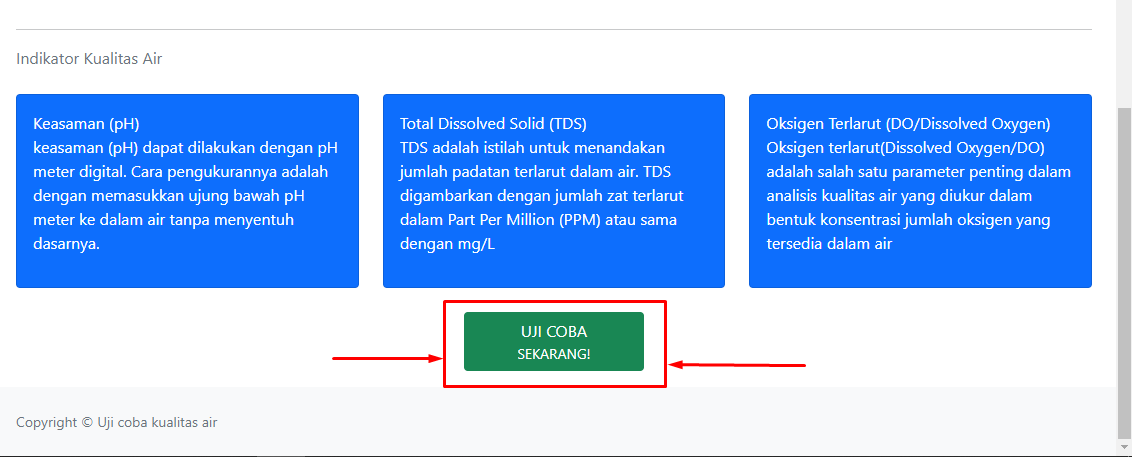 Indikator Kualitas Air
Keasaman (pH)
keasaman (pH) dapat dilakukan dengan pH
meter digital. Cara pengukurannya adalah
dengan memasukkan ujung bawah pH
meter ke dalam air tanpa menyentuh
dasarnya.
Total Dissolved Solid (TDS)
TDS adalah istilah untuk menandakan
jumlah padatan terlarut dalam air. TDS
digambarkan dengan jumlah zat terlarut
dalam Part Per Million (PPM) atau sama
dengan mg/L
Oksigen Terlarut (DO/Dissolved Oxygen)
Oksigen terlarut(Dissolved Oxygen/DO)
adalah salah satu parameter penting dalam
analisis kualitas air yang diukur dalam
bentuk konsentrasi jumlah oksigen yang
tersedia dalam air
UJI COBA
SEKARANG!
Copyright © Uji coba kualitas air